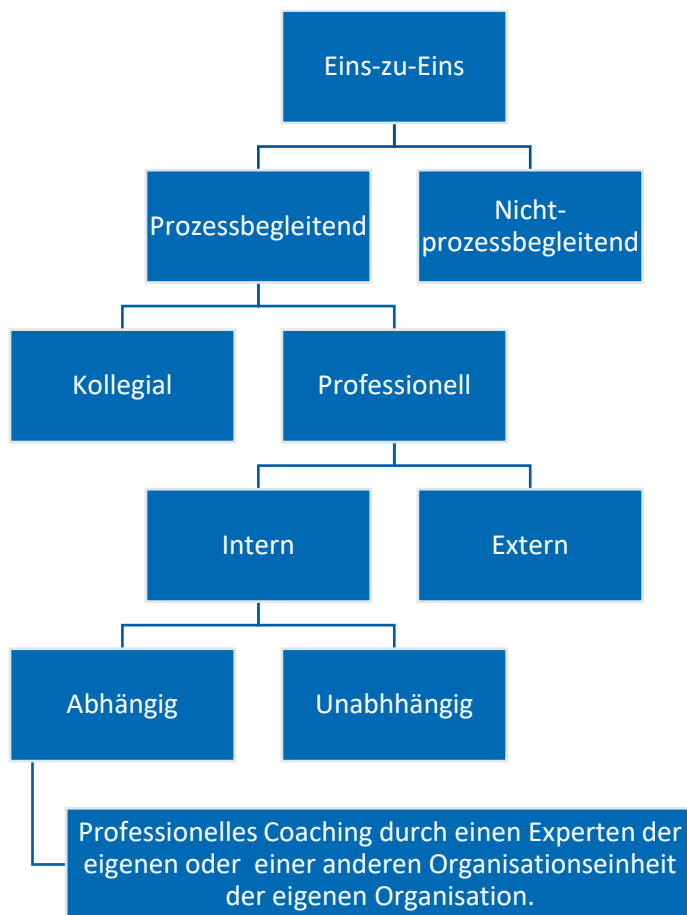 Eins-zu-Eins
Prozessbegleitend
Nicht-
prozessbegleitend
Kollegial
Professionell
Intern
Extern
Abhängig
Unabhhängig
Professionelles Coaching durch einen Experten der
eigenen oder einer anderen Organisationseinheit
der eigenen Organisation.